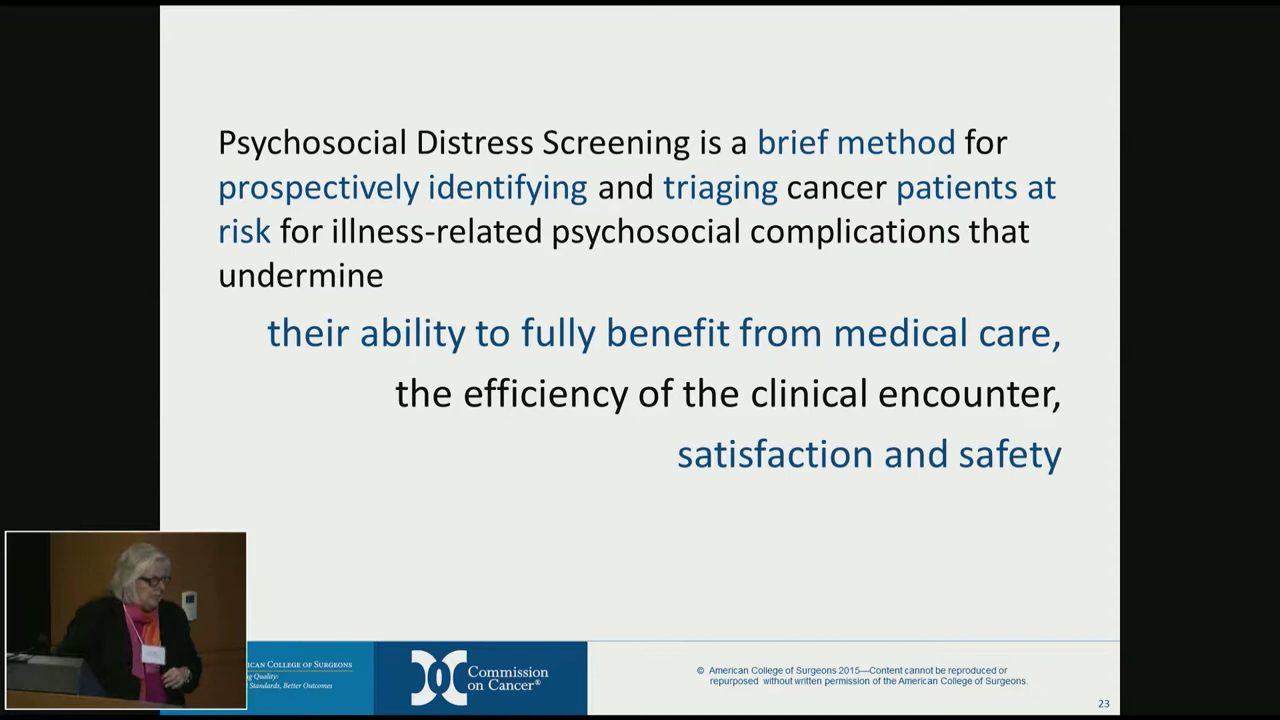 Psychosocial Distress Screening is a brief method for
prospectively identifying and triaging cancer patients at
risk for illness-related psychosocial complications that
undermine
their ability to fully benefit from medical care,
the efficiency of the clinical encounter,
satisfaction and safety
ICAN COLLEGE OF SURGEONS
g Quality:
Standards, Better Outcomes
Commission
on Cancer®
© American College of Surgeons 2015—Content cannot be reproduced or
repurposed without written permission of the American College of Surgeons.
23